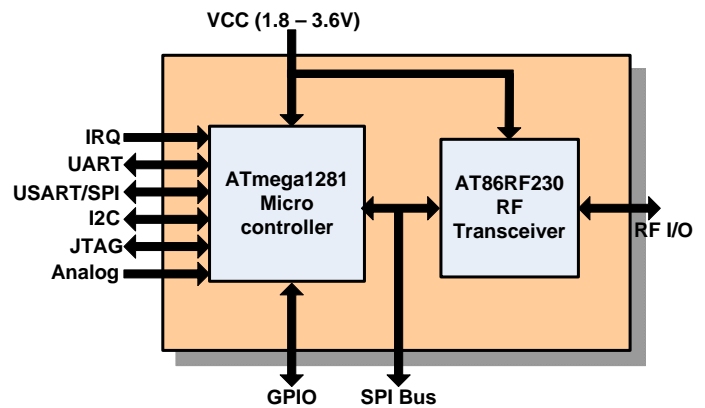 VCC (1.8 – 3.6V)
IRQ
UART
USART/SPI
I2C
JTAG
Analog
ATmega1281
Micro
controller
AT86RF230
RF
Transceiver
RF I/O
GPIO
SPI Bus